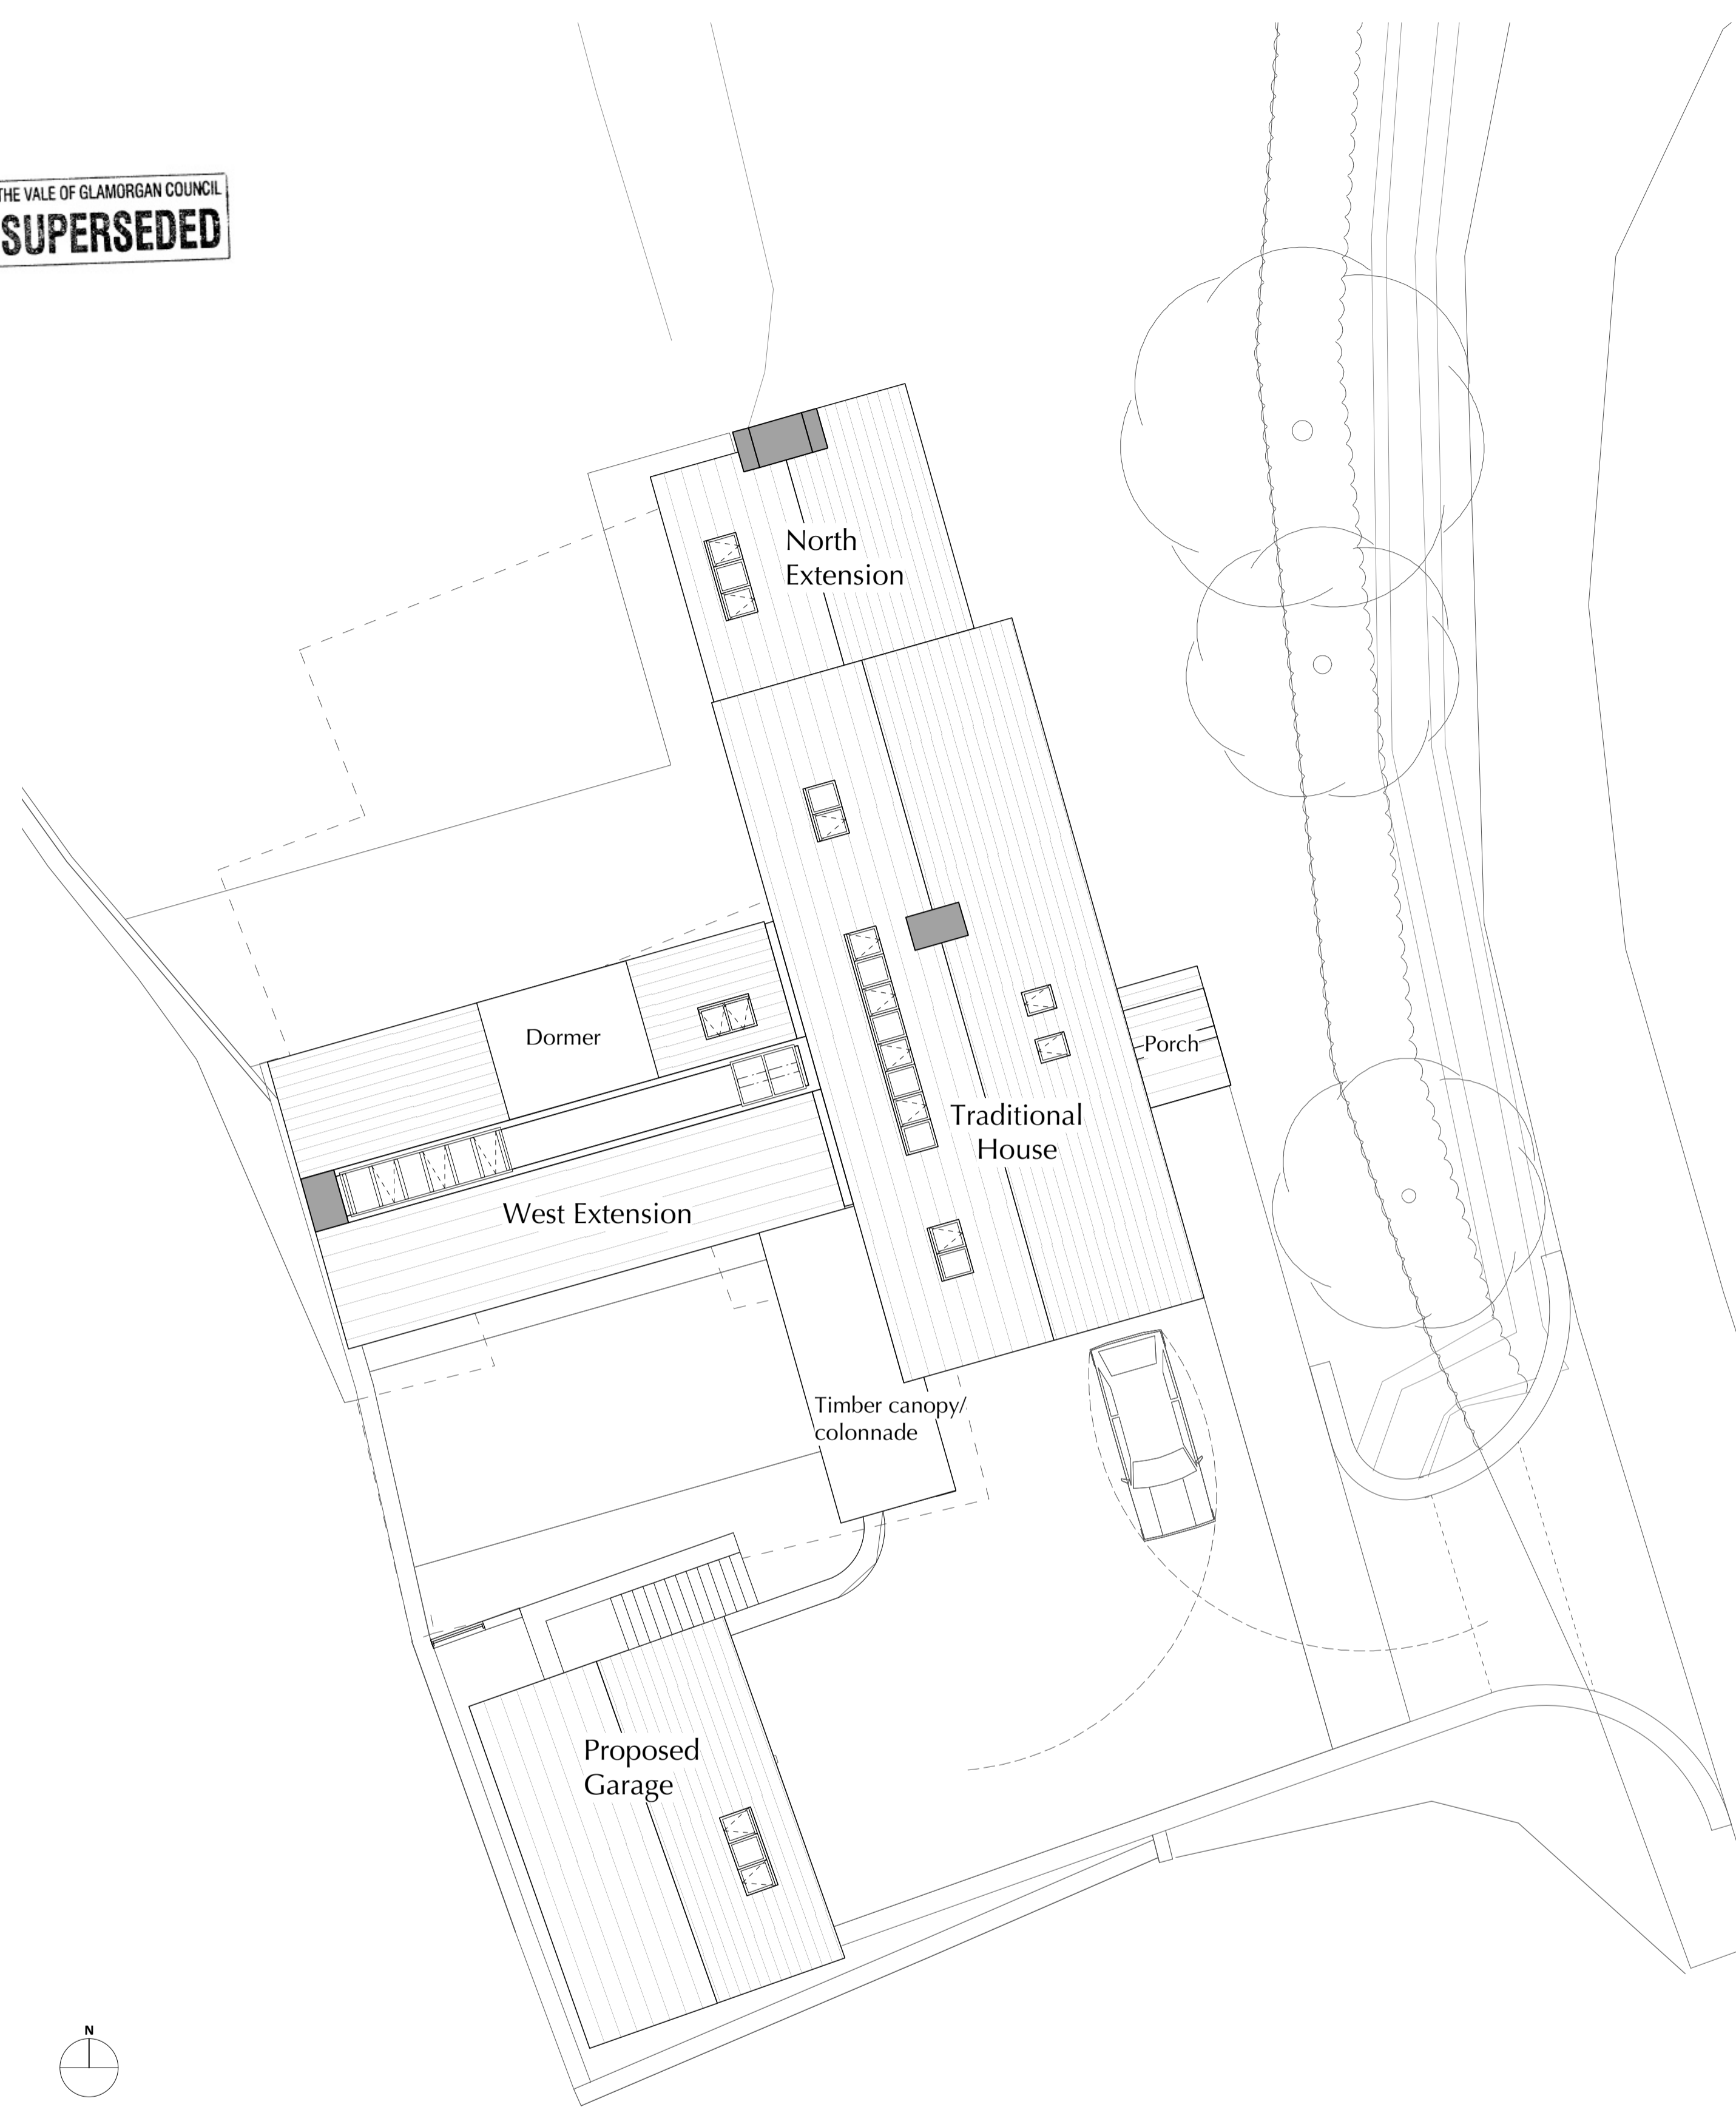 THE VALE OF GLAMORGAN COUNCIL
SUPERSEDED
North
Extension
Dormer
Porch
Traditional
House
West Extension
Timber canopy/
colonnade
Proposed
Garage
N